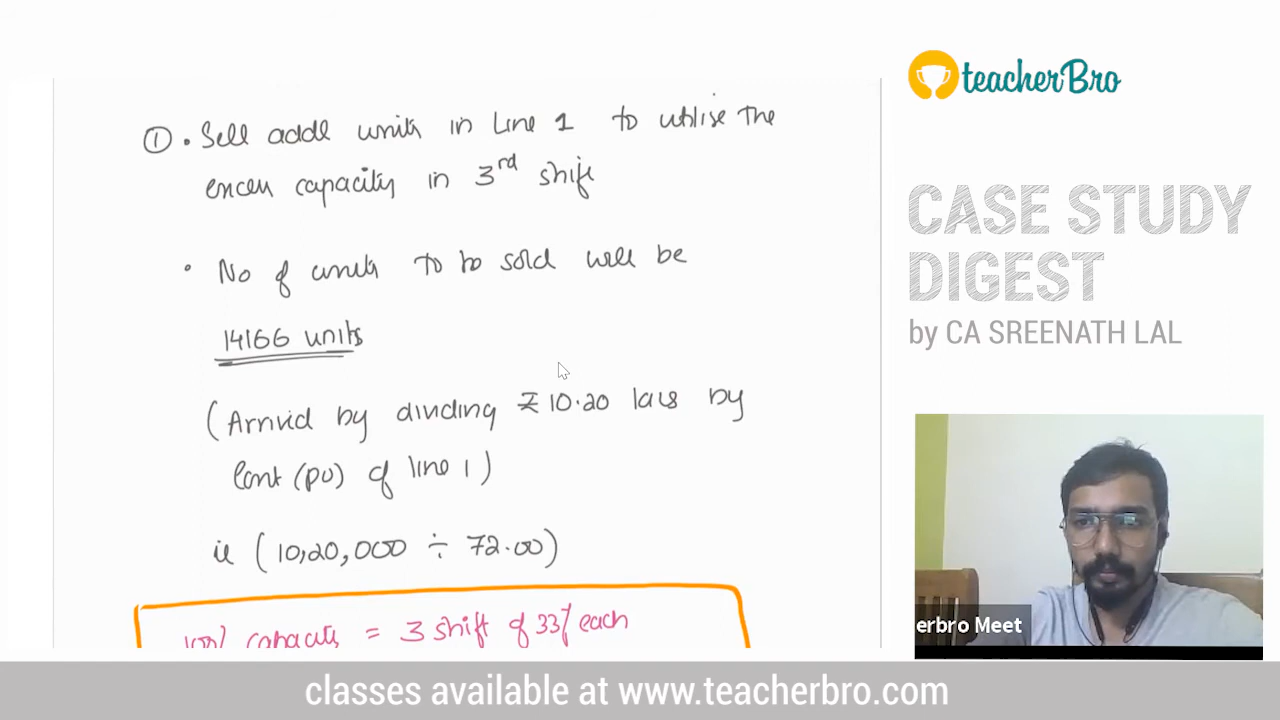 teacherBro
① • Sell addl units in Line 1 to utilise the
excess capacity in 3rd shift
• No of units to be sold will be
14166 units
(Arrived by dividing ₹10.20 lacs by
Cont (PU) of line 1)
ie (10,20,000 ÷ 72.00)
100% capacity = 3 shift of 33% each
CASE STUDY
DIGEST
by CA SREENATH LAL
erbro Meet
classes available at www.teacherbro.com